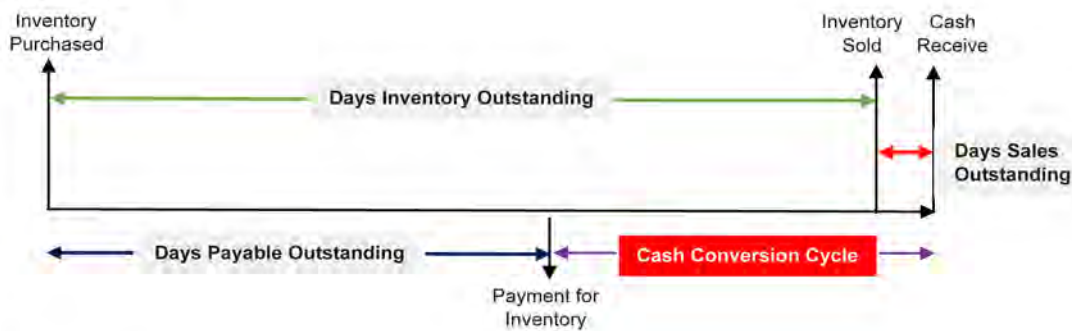 Inventory
Purchased
Inventory
Sold
Cash
Receive
Days Inventory Outstanding
Days Sales
Outstanding
Days Payable Outstanding
Cash Conversion Cycle
Payment for
Inventory